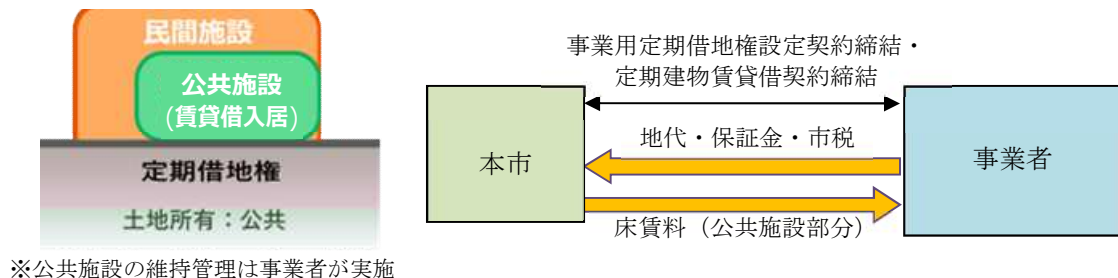 民間施設
公共施設
(賃貸借入居)
定期借地権
土地所有：公共
※公共施設の維持管理は事業者が実施
事業用定期借地権設定契約締結・
定期建物賃貸借契約締結
本市
地代・保証金・市税
事業者
床賃料（公共施設部分）